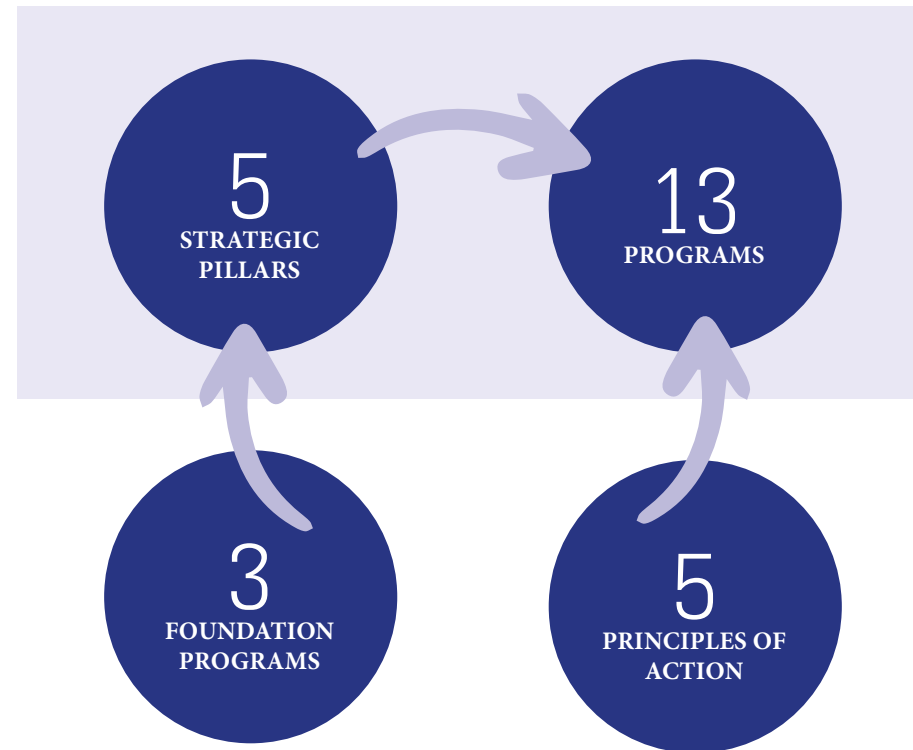 5
STRATEGIC
PILLARS
13
PROGRAMS
3
FOUNDATION
PROGRAMS
5
PRINCIPLES OF
ACTION